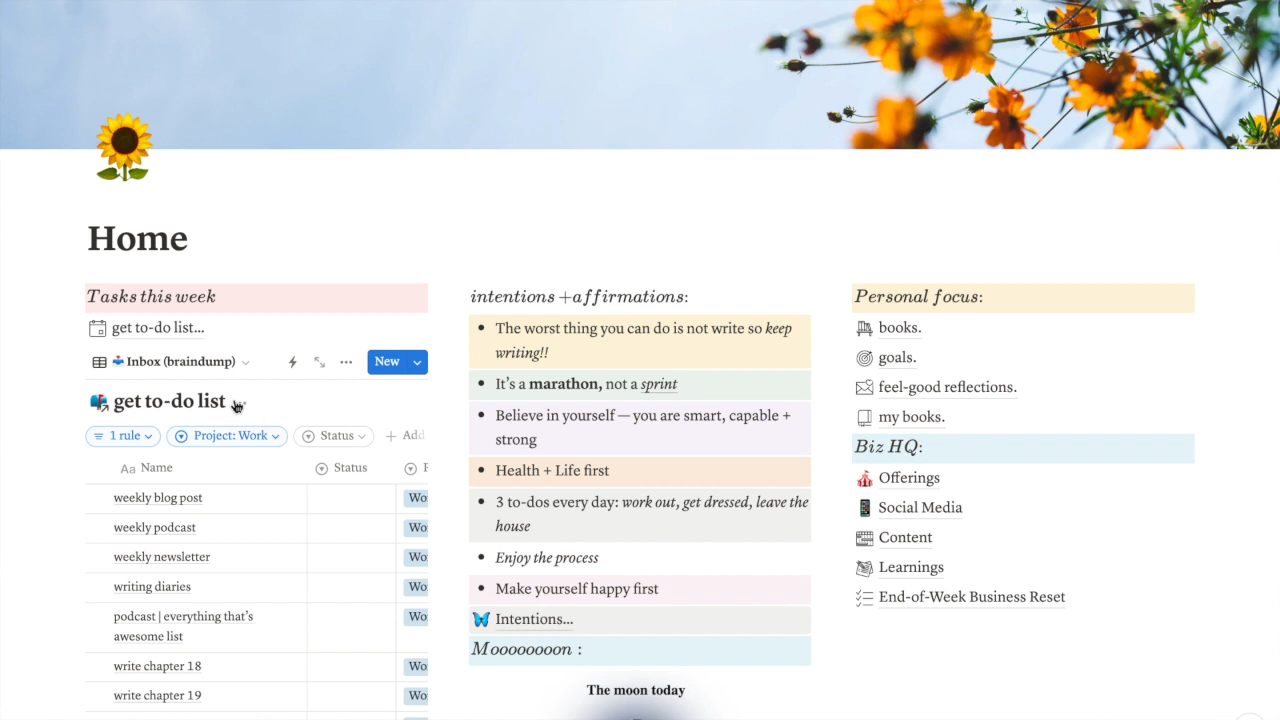 Home
Tasks this week
get to-do list...
Inbox (braindump)
New
get to-do list
1 rule
Project: Work
Status
Add
Aa Name
Status
weekly blog post
Wo
weekly podcast
Wo
weekly newsletter
Wo
writing diaries
Wo
podcast | everything that's
awesome list
Wo
write chapter 18
Wo
write chapter 19
Wo
intentions +affirmations:
• The worst thing you can do is not write so keep
writing!!
• It's a marathon, not a sprint
• Believe in yourself — you are smart, capable +
strong
• Health + Life first
• 3 to-dos every day: work out, get dressed, leave the
house
• Enjoy the process
• Make yourself happy first
Intentions...
Mooooooon :
The moon today
Personal focus:
books.
goals.
feel-good reflections.
my books.
Biz HQ:
Offerings
Social Media
Content
Learnings
End-of-Week Business Reset